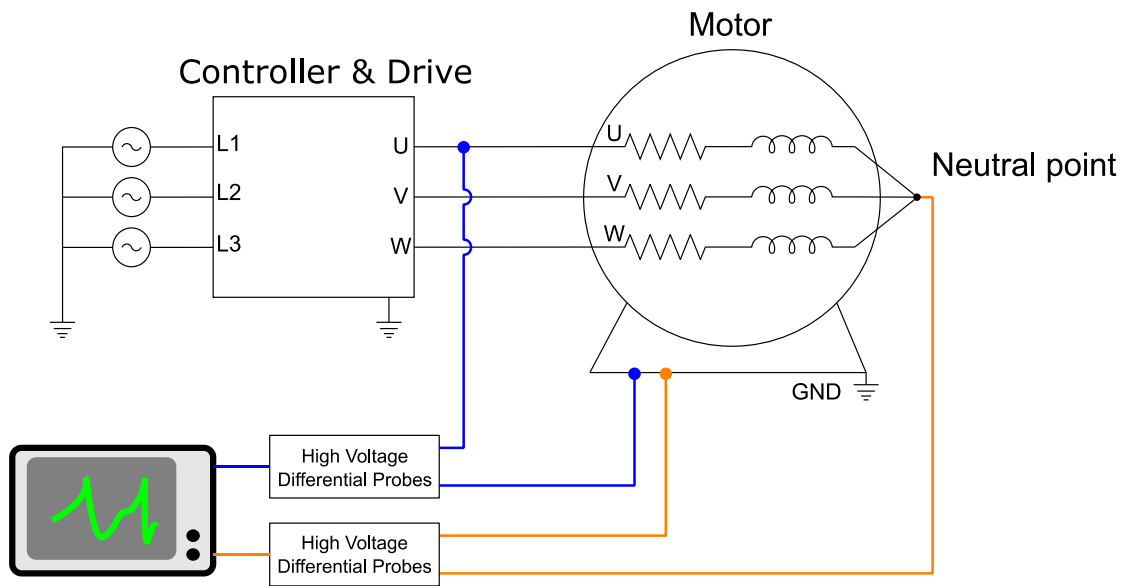 Motor
Controller & Drive
L1
U
U
Neutral point
L2
V
V
L3
W
W
GND
High Voltage
Differential Probes
High Voltage
Differential Probes